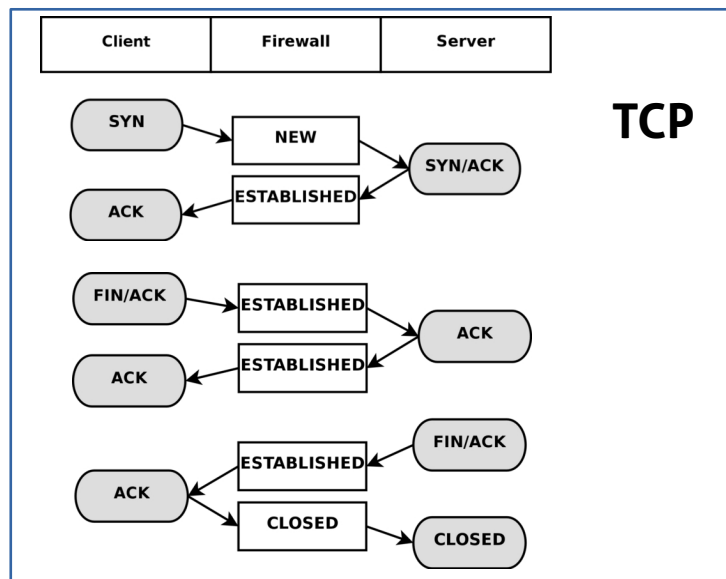 Client Firewall Server
TCP
SYN
NEW
SYN/ACK
ESTABLISHED
ACK
FIN/ACK
ESTABLISHED
ACK
ESTABLISHED
ACK
FIN/ACK
ESTABLISHED
ACK
CLOSED
CLOSED